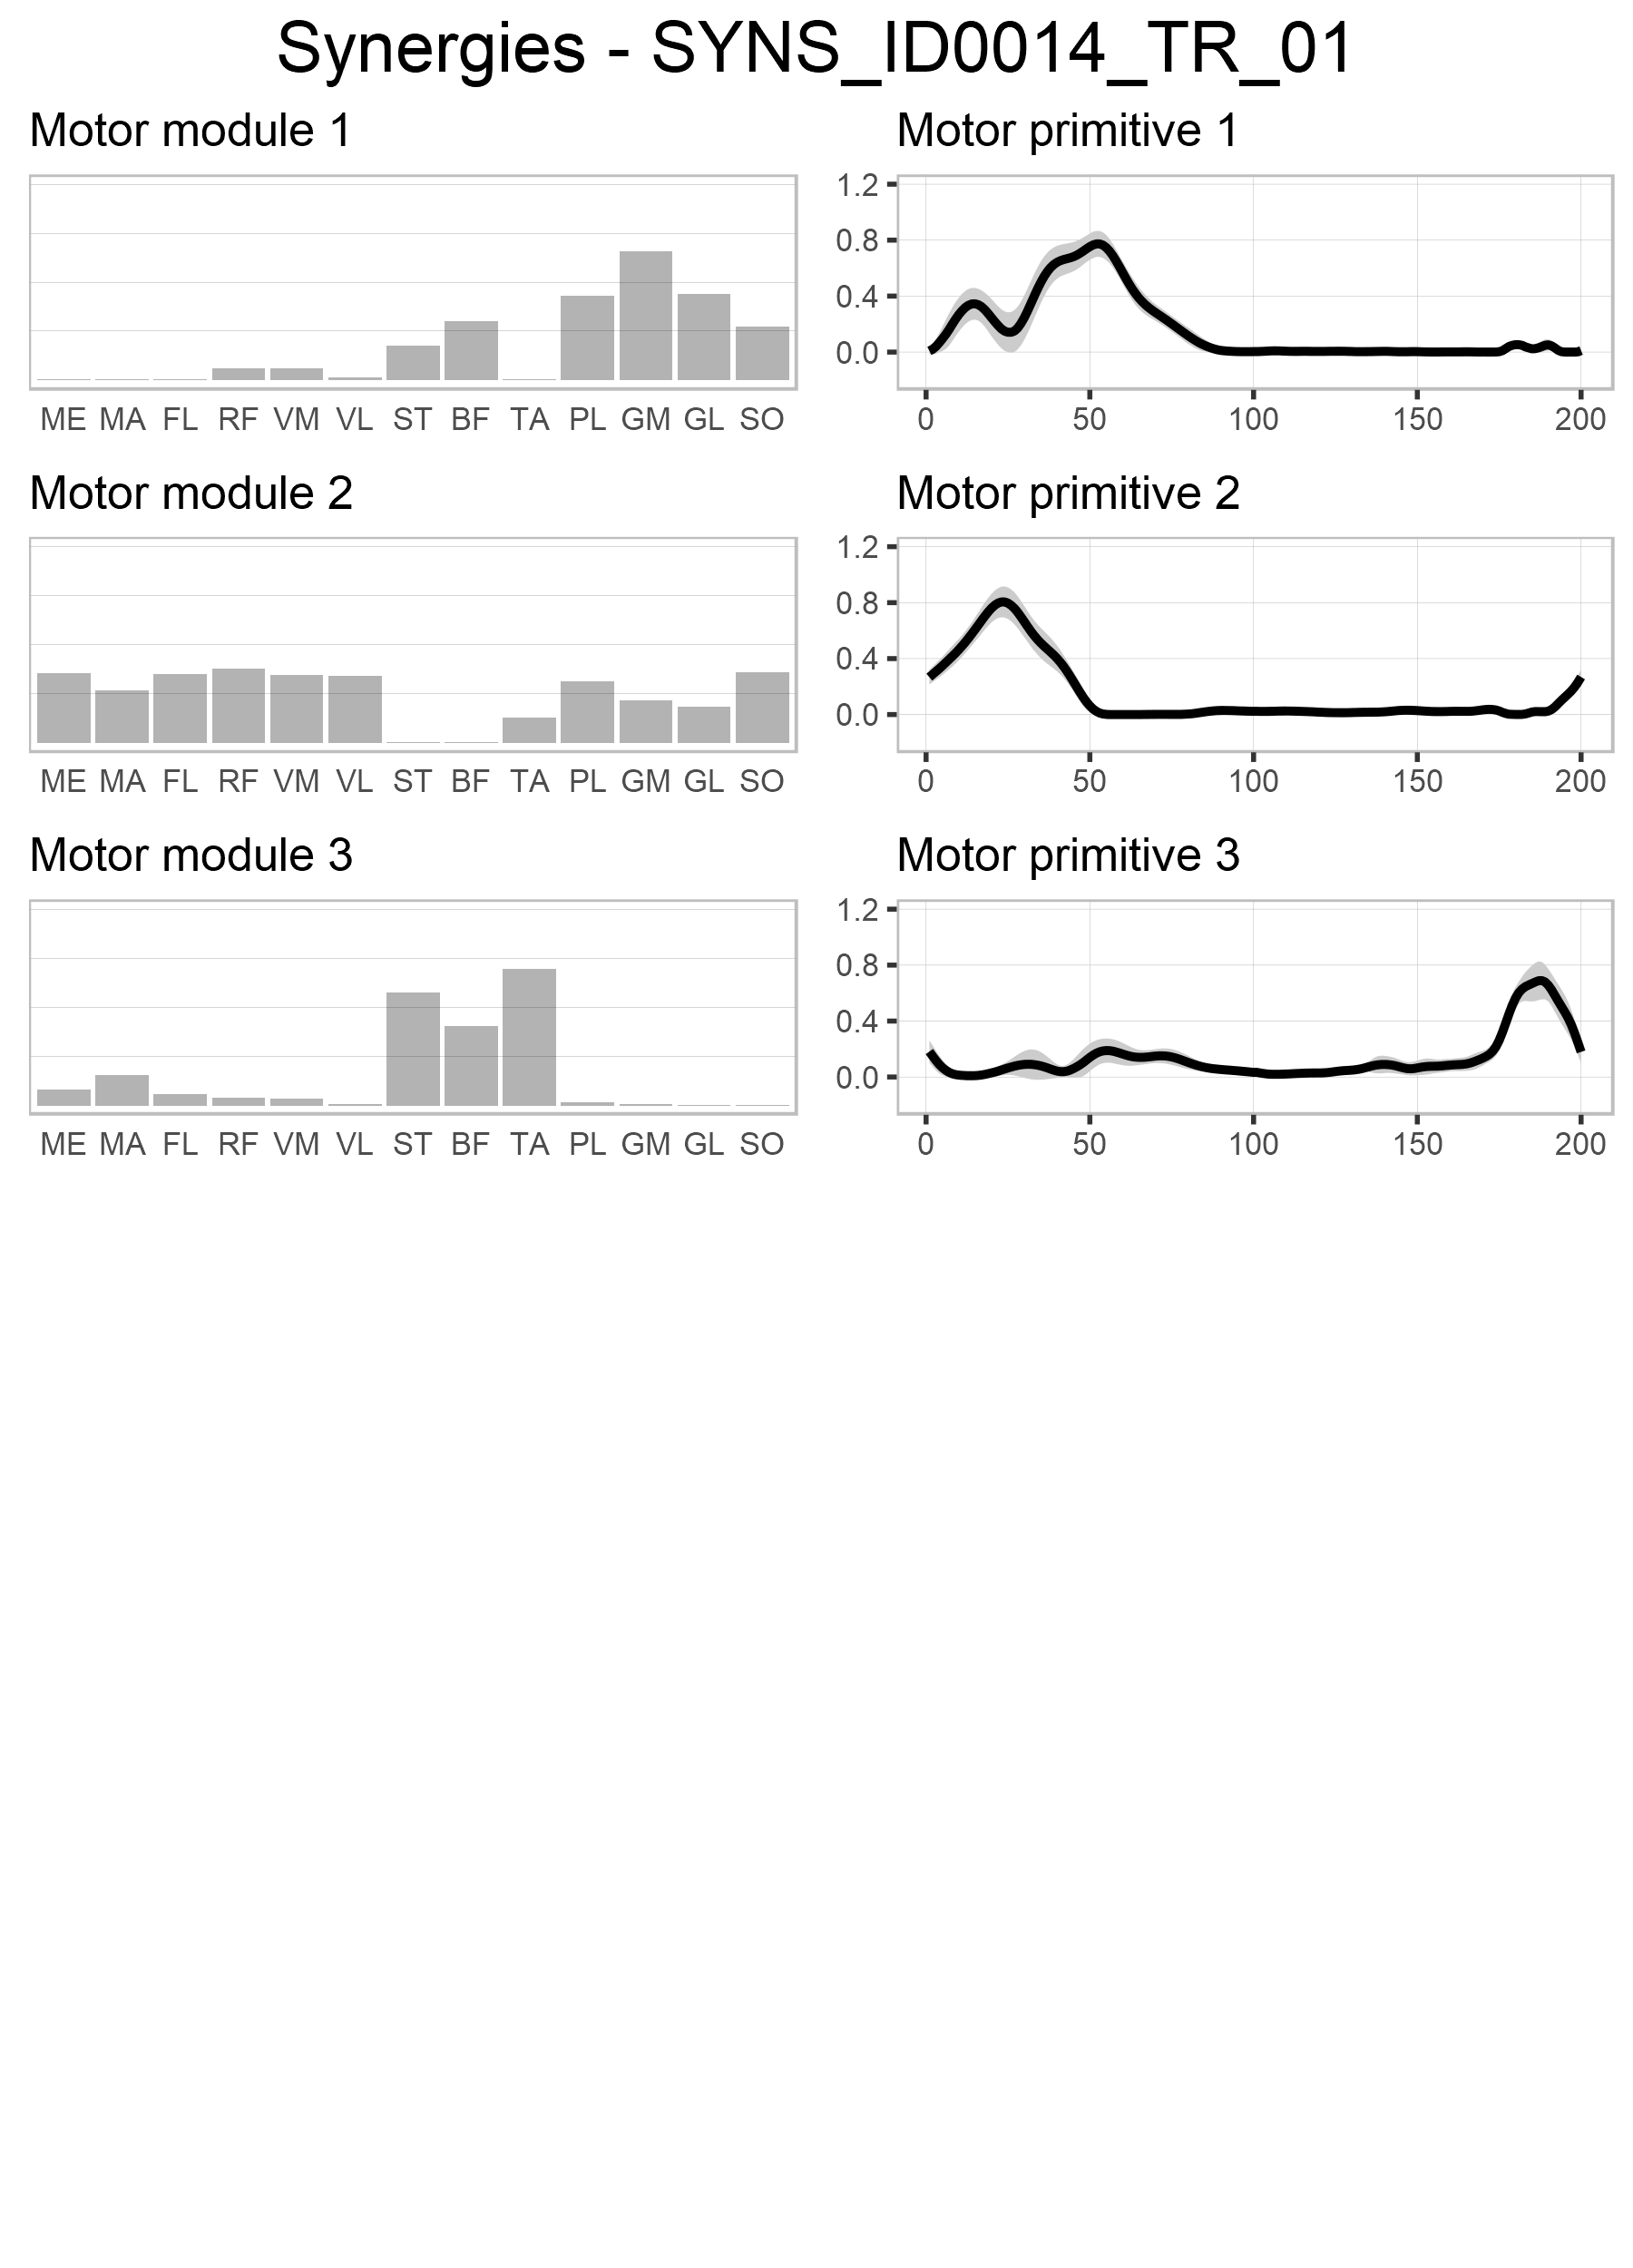 Synergies - SYNS_ID0014_TR_01
Motor module 1
Motor primitive 1
1.2
0.8
0.4
0.0
ME MA FL RF VM VL ST BF TA PL GM GL SO
0 50 100 150 200
Motor module 2
Motor primitive 2
1.2
0.8
0.4
0.0
ME MA FL RF VM VL ST BF TA PL GM GL SO
0 50 100 150 200
Motor module 3
Motor primitive 3
1.2
0.8
0.4
0.0
ME MA FL RF VM VL ST BF TA PL GM GL SO
0 50 100 150 200